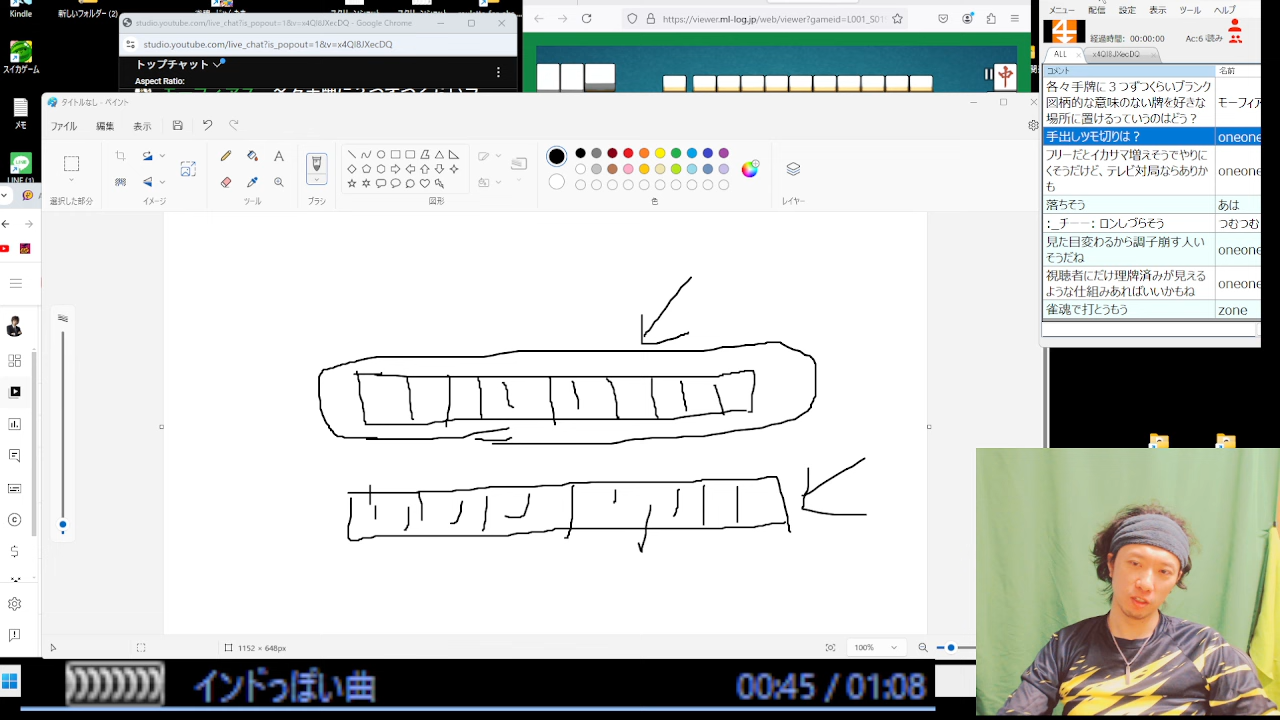 Kindle
新しいフォルダー (2)
studio.youtube.com/live_chat?is_popout=1&v=x4QI8JXecDQ - Google Chrome
studio.youtube.com/live_chat?is_popout=1&v=x4QI8JXecDQ
トップチャット
Aspect Ratio:
スイカゲーム
メモ
LINE (1)
https://viewer.ml-log.jp/web/viewer?gameid=L001_S01
中
メニュー 配信 表示 ツール ヘルプ
経過時間: 00:00:00
Ac:6 読み
ALL
x4QI8JXecDQ
コメント 名前
各々手牌に3つずつくらいブランク
図柄的な意味のない牌を好きな
場所に置けるっていうのはどう?
モーフィア
手出しツモ切りは? oneone
フリーだとイカサマ増えそうでやりに
くそうだけど、テレビ対局ならありか
も
oneone
落ちそう あは
:_チーー: ロンしづらそう つむつむ
見た目変わるから調子崩す人い
そうだね
oneone
視聴者にだけ理牌済みが見える
ような仕組みあればいいかもね
oneone
雀魂で打とうもう zone
タイトルなし - ペイント
ファイル 編集 表示
選択した部分 イメージ ツール ブラシ 図形 色 レイヤー
1152 × 648px
100%
イントっぽい曲
00:45 / 01:08